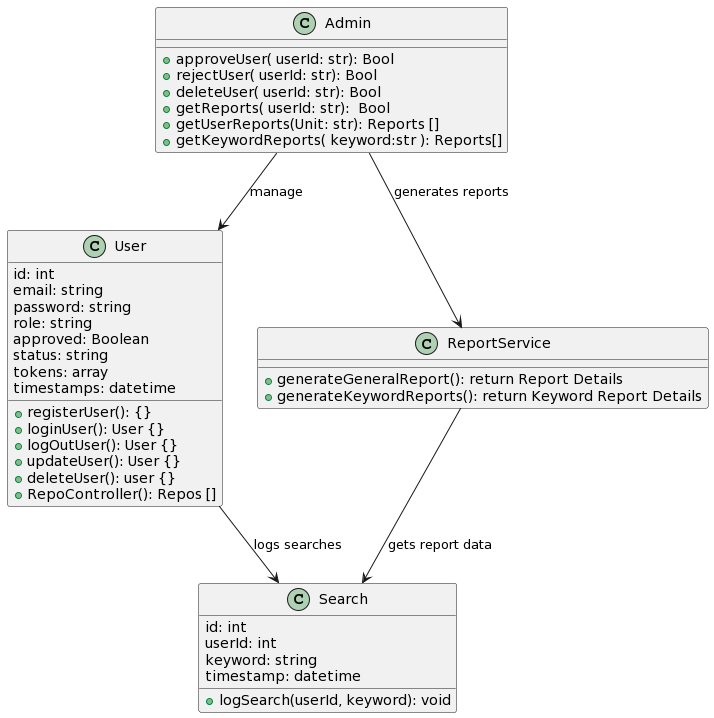 C Admin
approveUser( userId: str): Bool
rejectUser( userId: str): Bool
deleteUser( userId: str): Bool
getReports( userId: str):  Bool
getUserReports(Unit: str): Reports []
getKeywordReports( keyword:str ): Reports[]
manage
generates reports
C User
id: int
email: string
password: string
role: string
approved: Boolean
status: string
tokens: array
timestamps: datetime
registerUser(): {}
loginUser(): User {}
logOutUser(): User {}
updateUser(): User {}
deleteUser(): user {}
RepoController(): Repos []
C ReportService
generateGeneralReport(): return Report Details
generateKeywordReports(): return Keyword Report Details
logs searches
gets report data
C Search
id: int
userId: int
keyword: string
timestamp: datetime
logSearch(userId, keyword): void